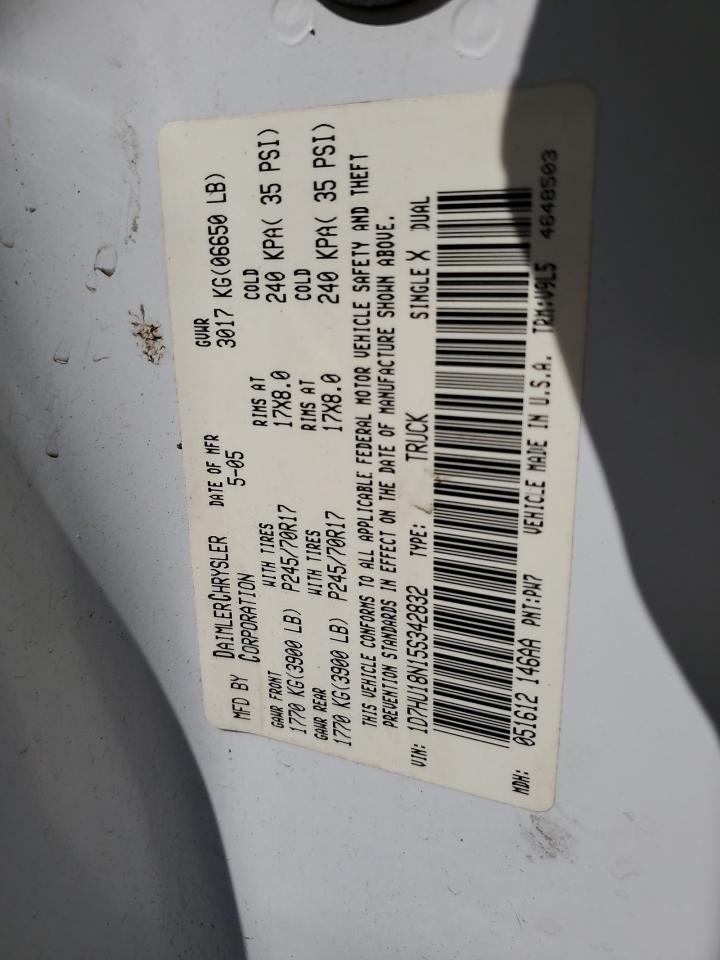 MFD BY DAIMLERCHRYSLER CORPORATION
DATE OF MFR 5-05
GVWR 3017 KG(06650 LB)
GAWR FRONT WITH TIRES RIMS AT COLD
1770 KG(3900 LB) P245/70R17 17X8.0 240 KPA( 35 PSI)
GAWR REAR WITH TIRES RIMS AT COLD
1770 KG(3900 LB) P245/70R17 17X8.0 240 KPA( 35 PSI)
THIS VEHICLE CONFORMS TO ALL APPLICABLE FEDERAL MOTOR VEHICLE SAFETY AND THEFT
PREVENTION STANDARDS IN EFFECT ON THE DATE OF MANUFACTURE SHOWN ABOVE.
VIN: 1D7HU18N15S342832 TYPE: TRUCK SINGLE X DUAL
MDH: 051612 146AA PNT:PW7 VEHICLE MADE IN U.S.A. TRM:V9L5 4648503